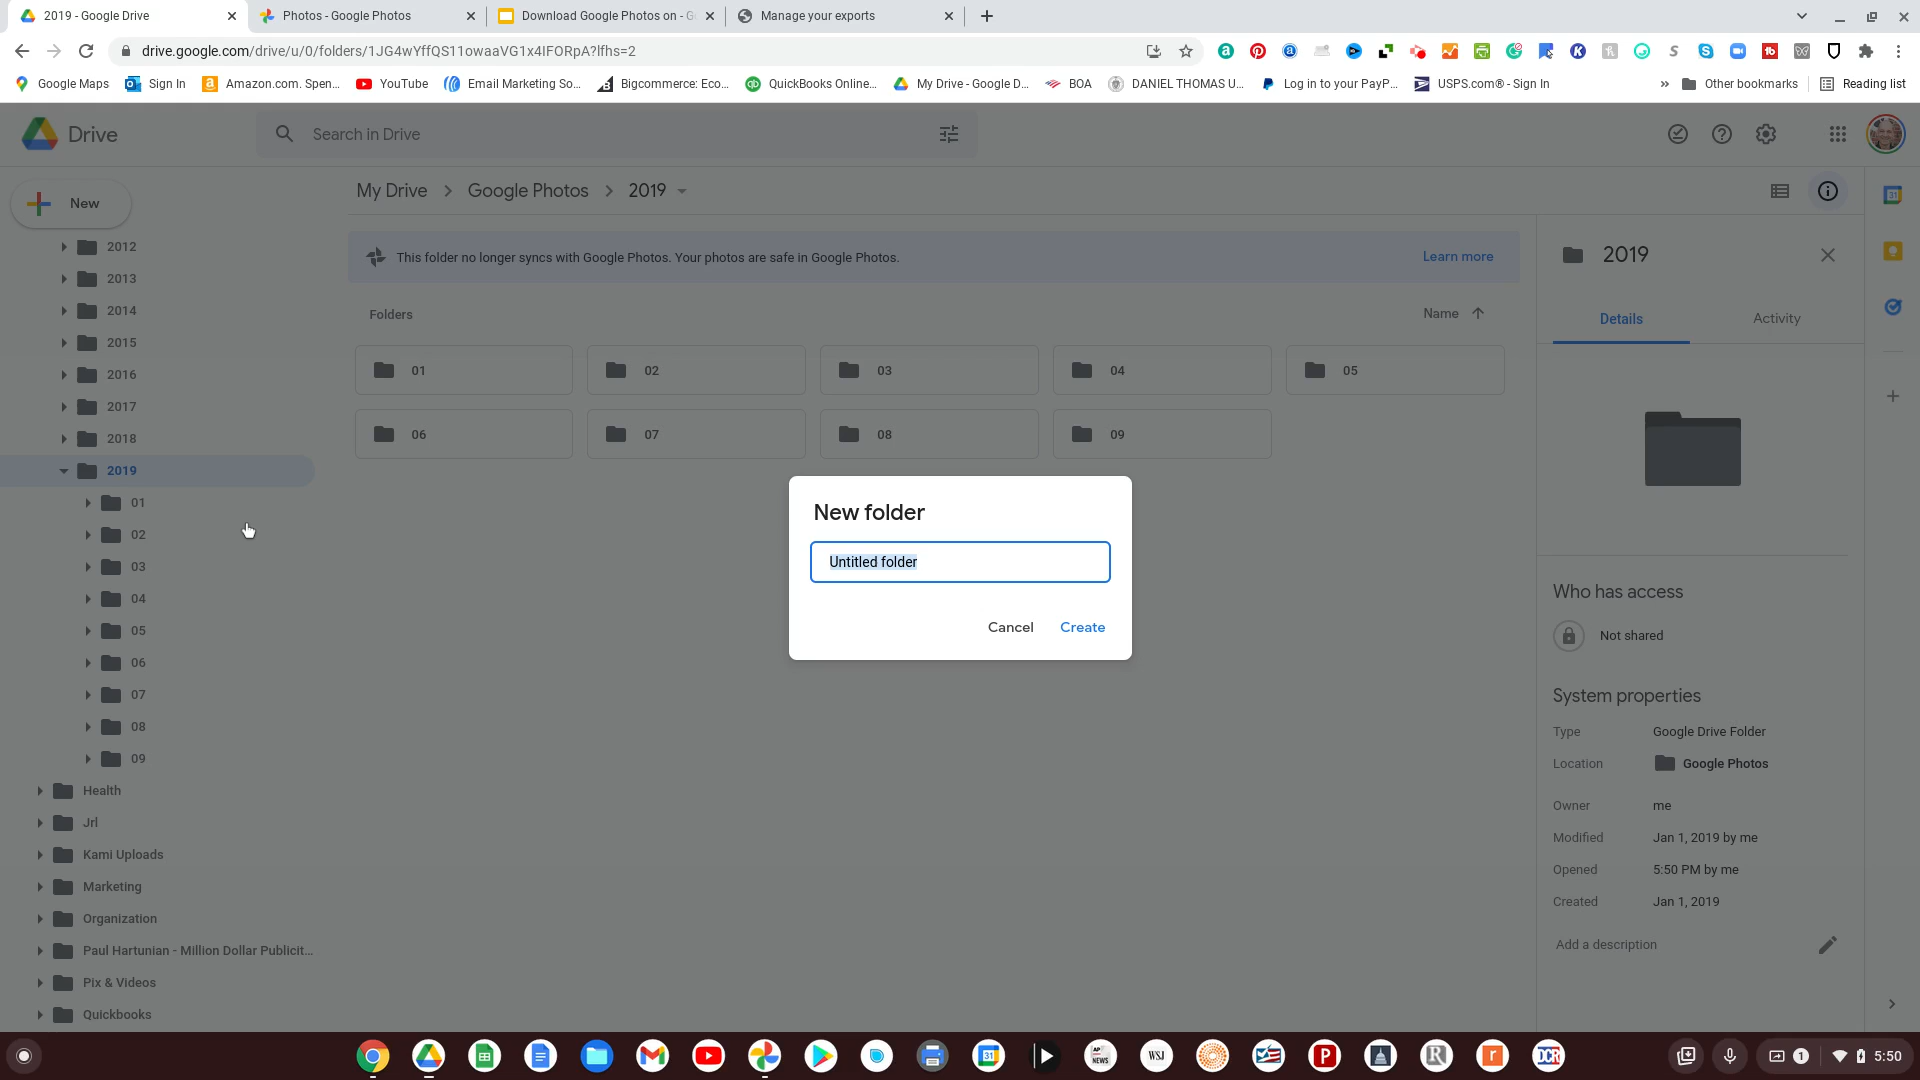 2019 - Google Drive
Photos - Google Photos
Download Google Photos on - G
Manage your exports
drive.google.com/drive/u/0/folders/1JG4wYffQS11owaaVG1x4IFORpA?lfhs=2
Google Maps
Sign In
Amazon.com. Spen...
YouTube
Email Marketing So...
Bigcommerce: Eco...
QuickBooks Online...
My Drive - Google D...
BOA
DANIEL THOMAS U...
Log in to your PayP...
USPS.com® - Sign In
»
Other bookmarks
Reading list
Drive
Search in Drive
New
My Drive > Google Photos > 2019
This folder no longer syncs with Google Photos. Your photos are safe in Google Photos.
Learn more
Folders
Name
01
02
03
04
05
06
07
08
09
2012
2013
2014
2015
2016
2017
2018
2019
01
02
03
04
05
06
07
08
09
Health
Jrl
Kami Uploads
Marketing
Organization
Paul Hartunian - Million Dollar Publicit...
Pix & Videos
Quickbooks
New folder
Untitled folder
Cancel
Create
2019
Details
Activity
Who has access
Not shared
System properties
Type Google Drive Folder
Location Google Photos
Owner me
Modified Jan 1, 2019 by me
Opened 5:50 PM by me
Created Jan 1, 2019
Add a description
31
AP
NEWS
WSJ
P
R
r
DCR
1
5:50